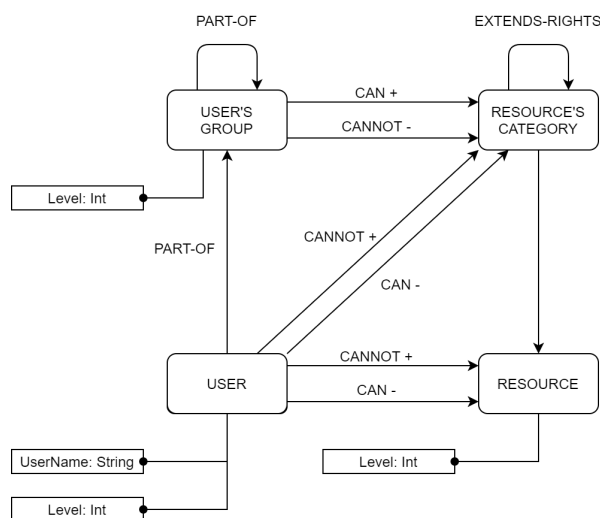 PART-OF
EXTENDS-RIGHTS
USER'S
GROUP
CAN +
CANNOT -
RESOURCE'S
CATEGORY
Level: Int
PART-OF
CANNOT +
CAN -
USER
CANNOT +
CAN -
RESOURCE
UserName: String
Level: Int
Level: Int